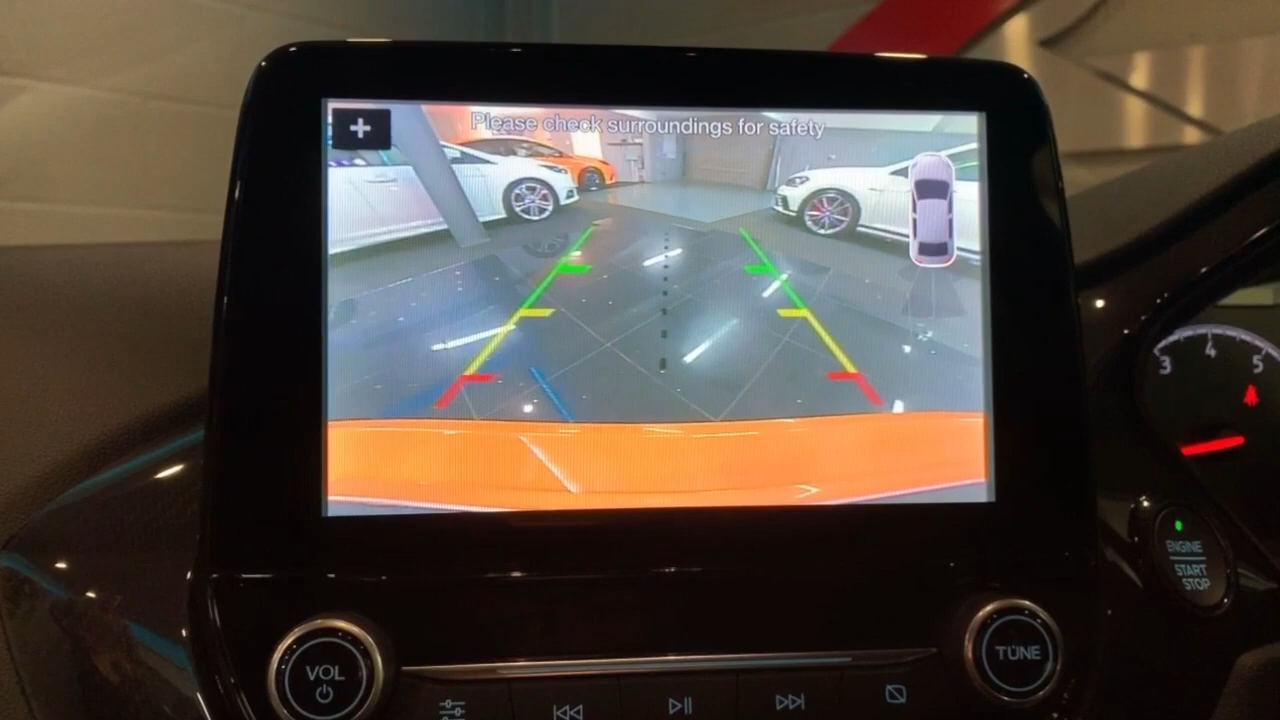 +
Please check surroundings for safety
3 4 5
ENGINE
START
STOP
VOL
TUNE